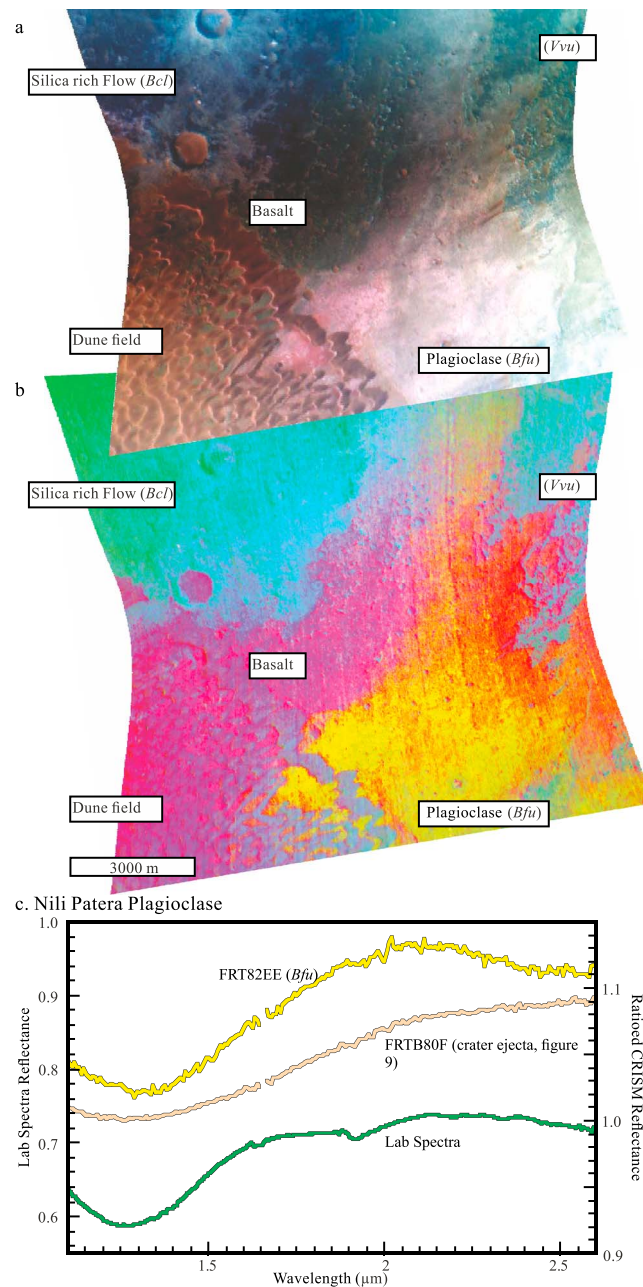 a
(Vvu)
Silica rich Flow (Bcl)
Basalt
Dune field
Plagioclase (Bfu)
b
Silica rich Flow (Bcl)
(Vvu)
Basalt
Dune field
Plagioclase (Bfu)
3000 m
c. Nili Patera Plagioclase
1.0
0.9
0.8
0.7
0.6
Lab Spectra Reflectance
FRT82EE (Bfu)
FRTB80F (crater ejecta, figure
9)
Lab Spectra
1.1
1.0
0.9
Ratioed CRISM Reflectance
1.5
2
2.5
Wavelength (µm)